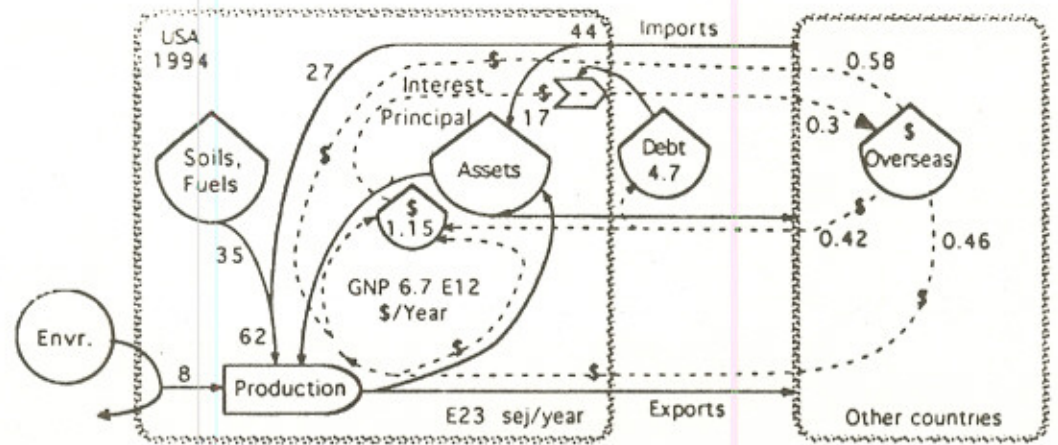 USA
1994
44
Imports
27
$
0.58
Interest
$
Principal
17
0.3
Soils,
Fuels
$
Assets
Debt
4.7
$
Overseas
$
1.15
$
35
0.42
0.46
GNP 6.7 E12
$/Year
$
Envr.
62
$
8
Production
$
E23 sej/year
Exports
Other countries